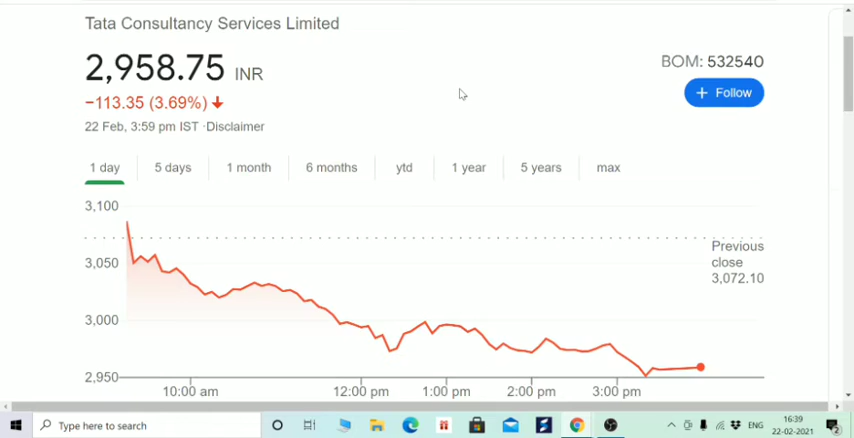 Tata Consultancy Services Limited
2,958.75 INR
−113.35 (3.69%)
22 Feb, 3:59 pm IST ·Disclaimer
BOM: 532540
+ Follow
1 day 5 days 1 month 6 months ytd 1 year 5 years max
3,100
3,050
3,000
2,950
Previous
close
3,072.10
10:00 am 12:00 pm 1:00 pm 2:00 pm 3:00 pm
Type here to search
ENG
16:39
22-02-2021
2